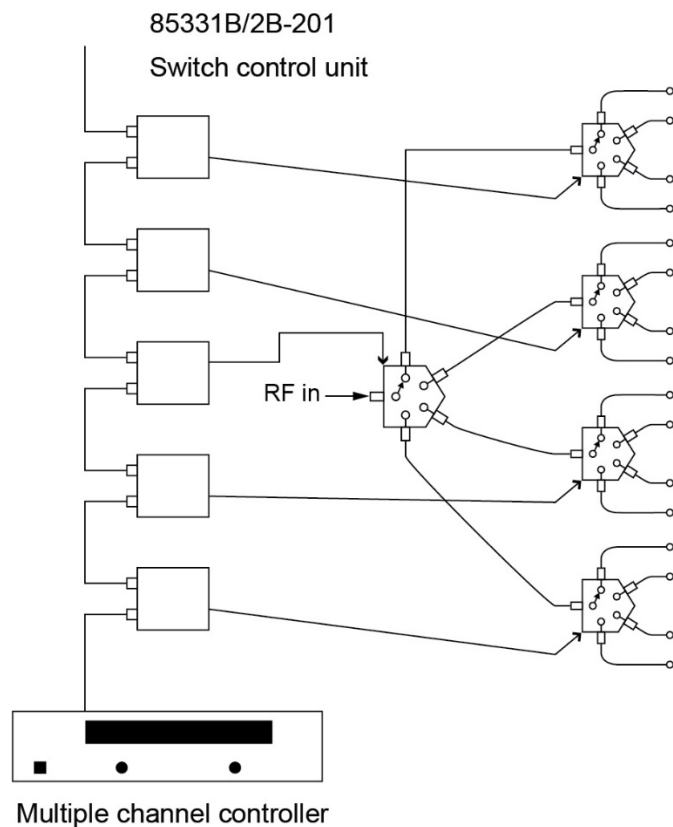 85331B/2B-201
Switch control unit
RF in
Multiple channel controller